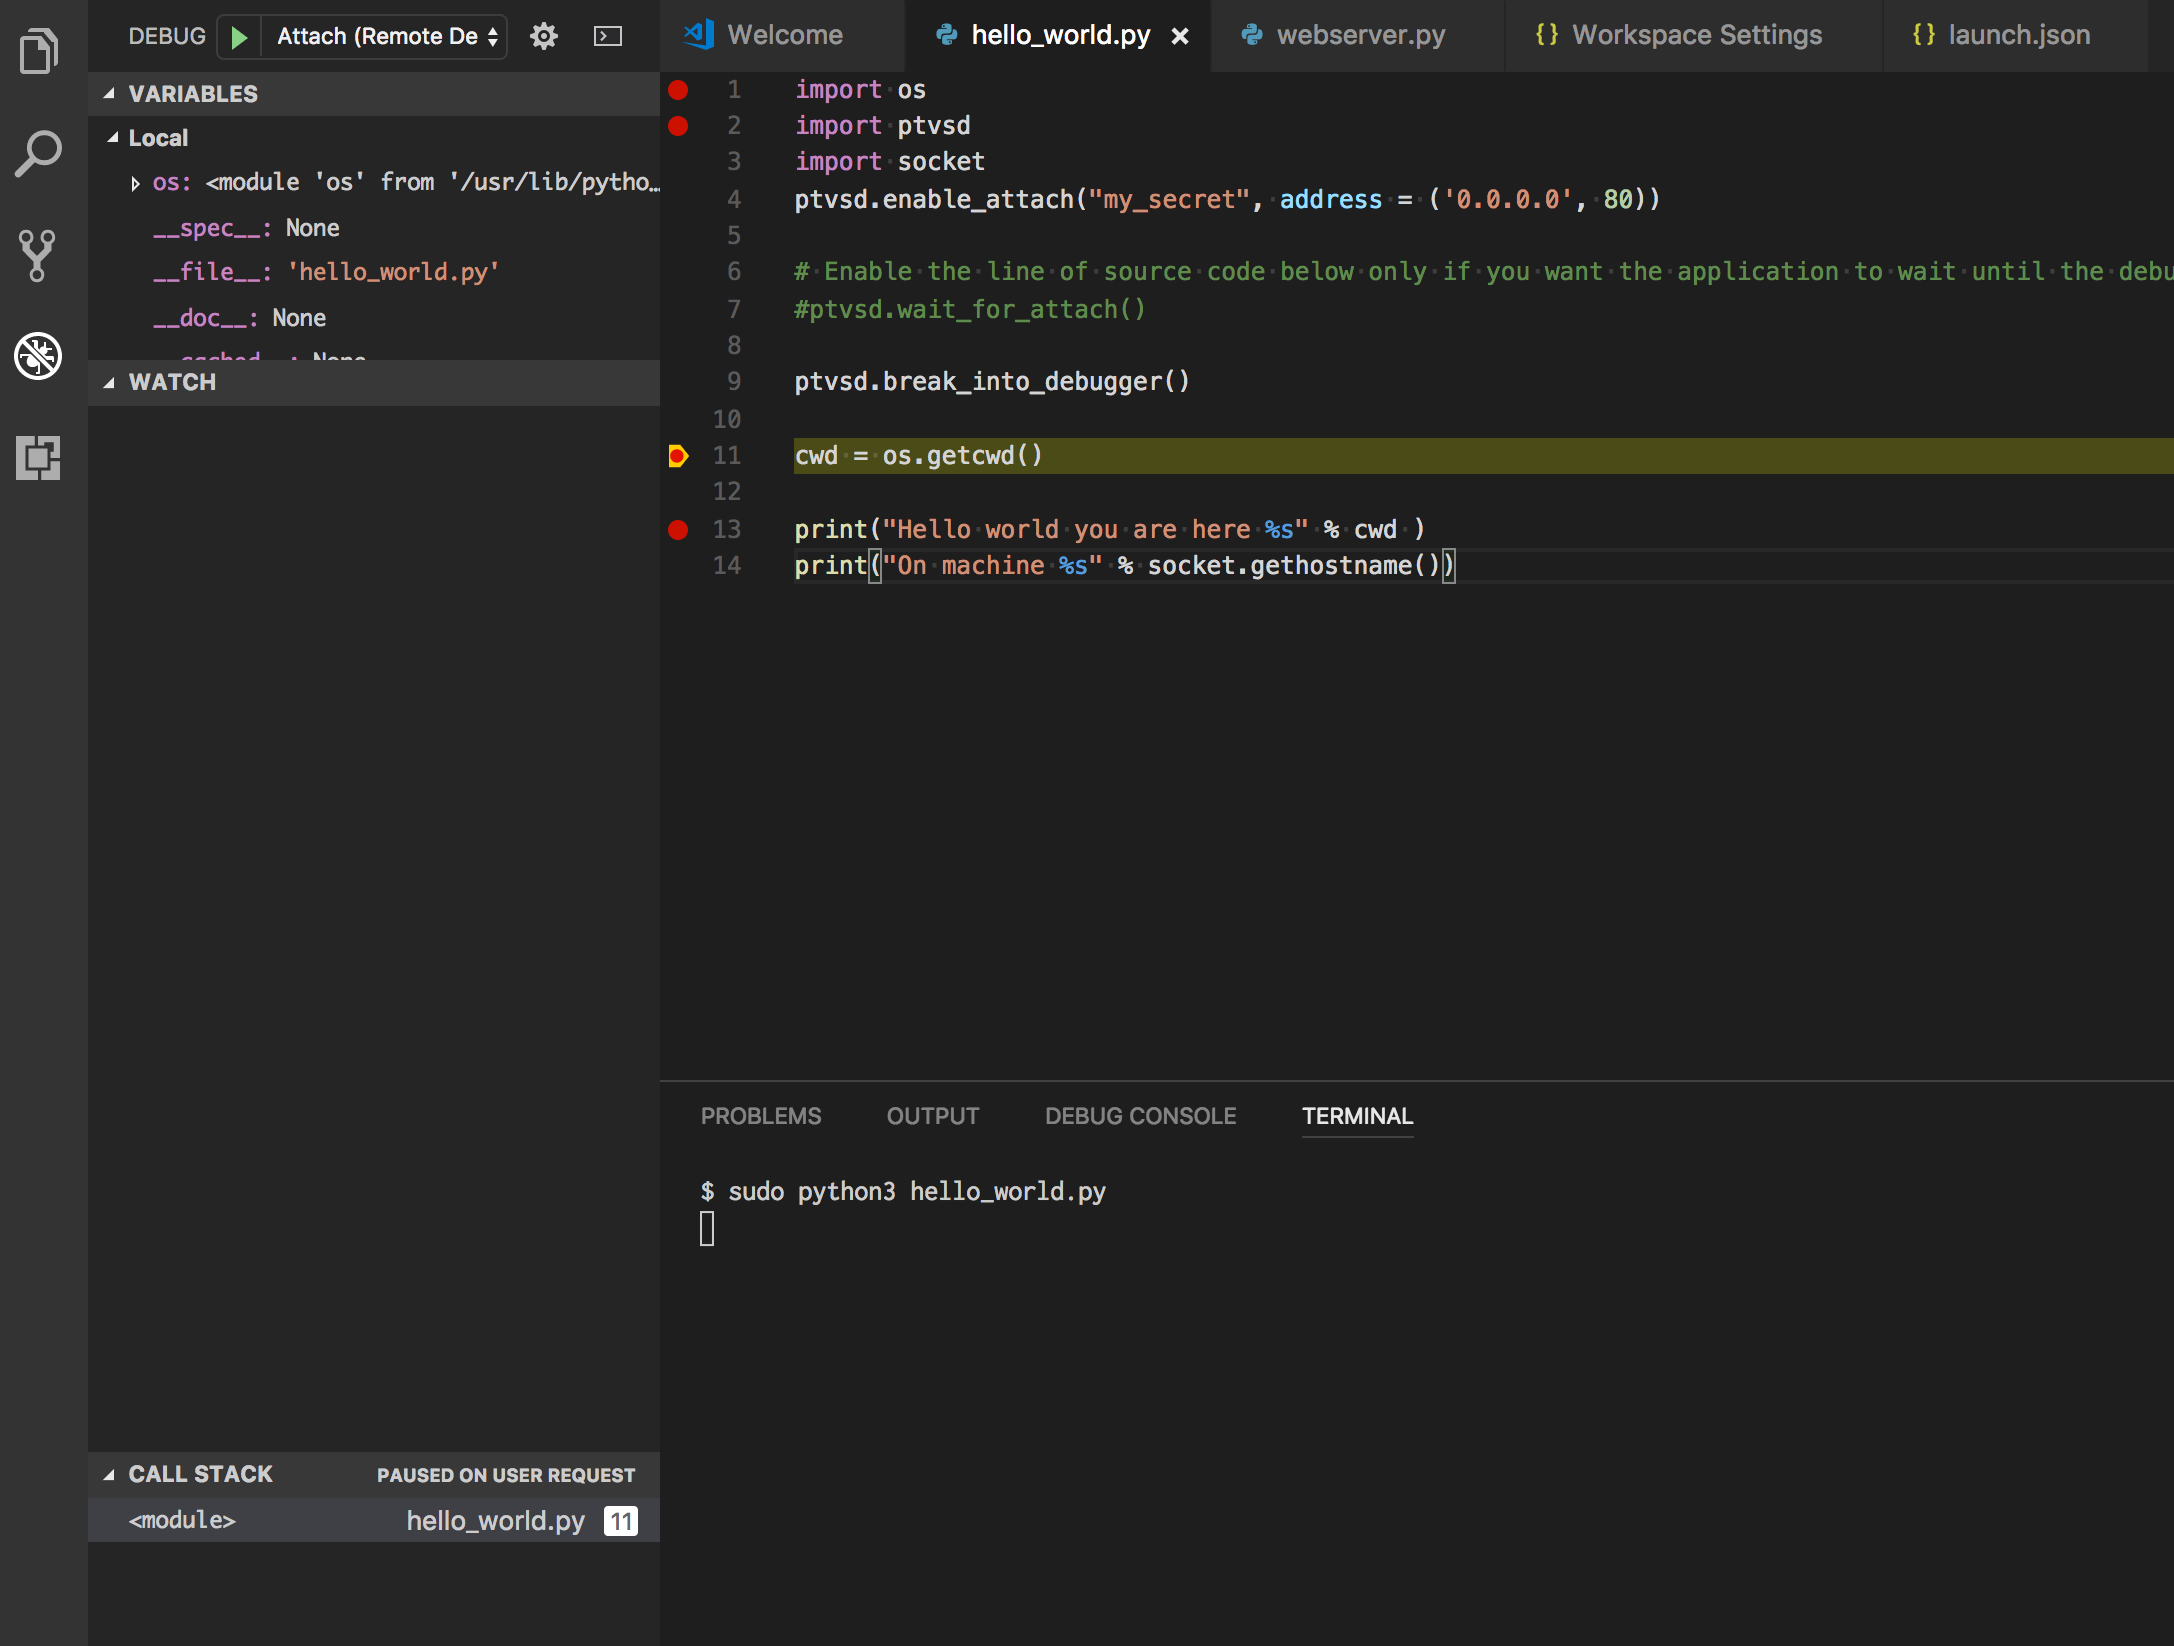 DEBUG Attach (Remote De
VARIABLES
Local
os: <module 'os' from '/usr/lib/pytho…
__spec__: None
__file__: 'hello_world.py'
__doc__: None
WATCH
CALL STACK PAUSED ON USER REQUEST
<module> hello_world.py 11
Welcome hello_world.py webserver.py {} Workspace Settings {} launch.json
1 import os
2 import ptvsd
3 import socket
4 ptvsd.enable_attach("my_secret", address = ('0.0.0.0', 80))
5
6 # Enable the line of source code below only if you want the application to wait until the debu
7 #ptvsd.wait_for_attach()
8
9 ptvsd.break_into_debugger()
10
11 cwd = os.getcwd()
12
13 print("Hello world you are here %s" % cwd )
14 print("On machine %s" % socket.gethostname())
PROBLEMS OUTPUT DEBUG CONSOLE TERMINAL
$ sudo python3 hello_world.py